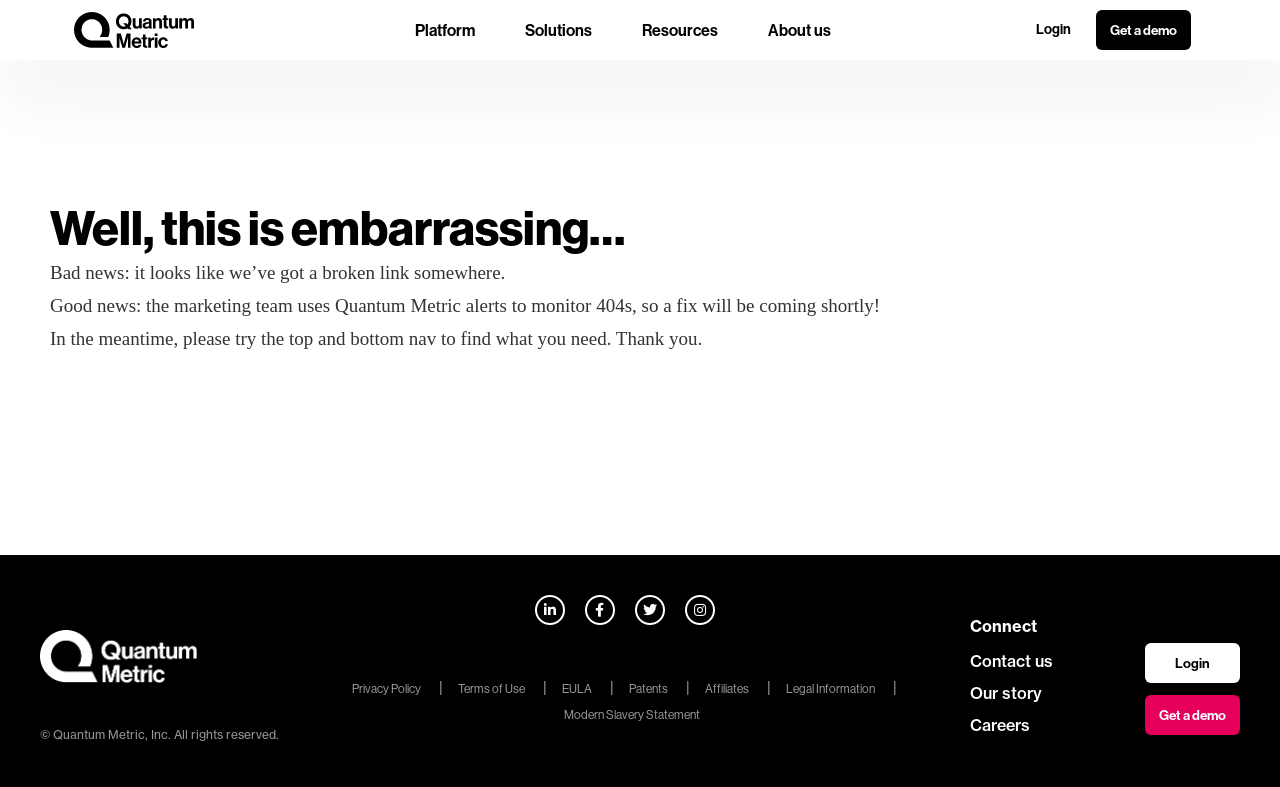 Quantum Metric
Platform
Solutions
Resources
About us
Login
Get a demo
Well, this is embarrassing...
Bad news: it looks like we’ve got a broken link somewhere.
Good news: the marketing team uses Quantum Metric alerts to monitor 404s, so a fix will be coming shortly!
In the meantime, please try the top and bottom nav to find what you need. Thank you.
Quantum Metric
© Quantum Metric, Inc. All rights reserved.
Privacy Policy | Terms of Use | EULA | Patents | Affiliates | Legal Information |
Modern Slavery Statement
Connect
Contact us
Our story
Careers
Login
Get a demo